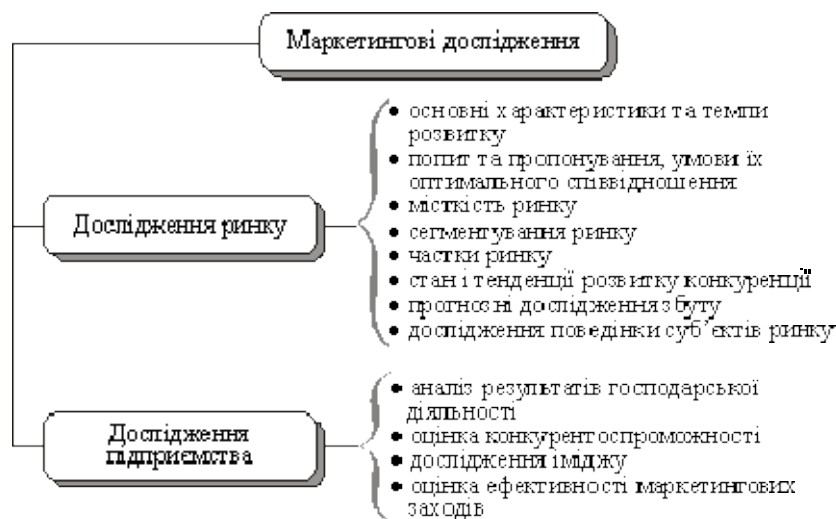 Маркетингові дослідження
Дослідження ринку
• основні характеристики та темпи
розвитку
• попит та пропонування, умови їх
оптимального співвідношення
• місткість ринку
• сегментування ринку
• частки ринку
• стан і тенденції розвитку конкуренції
• прогнозні дослідження збуту
• дослідження поведінки суб'єктів ринку
Дослідження
підприємства
• аналіз результатів господарської
діяльності
• оцінка конкурентоспроможності
• дослідження іміджу
• оцінка ефективності маркетингових
заходів